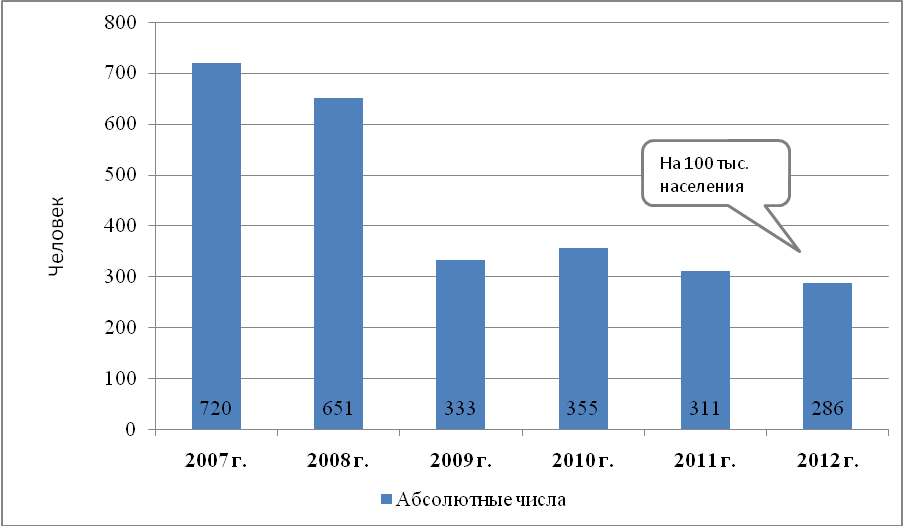 800
700
600
500
400
300
200
100
0
Человек
На 100 тыс.
населения
720 651 333 355 311 286
2007 г. 2008 г. 2009 г. 2010 г. 2011 г. 2012 г.
Абсолютные числа